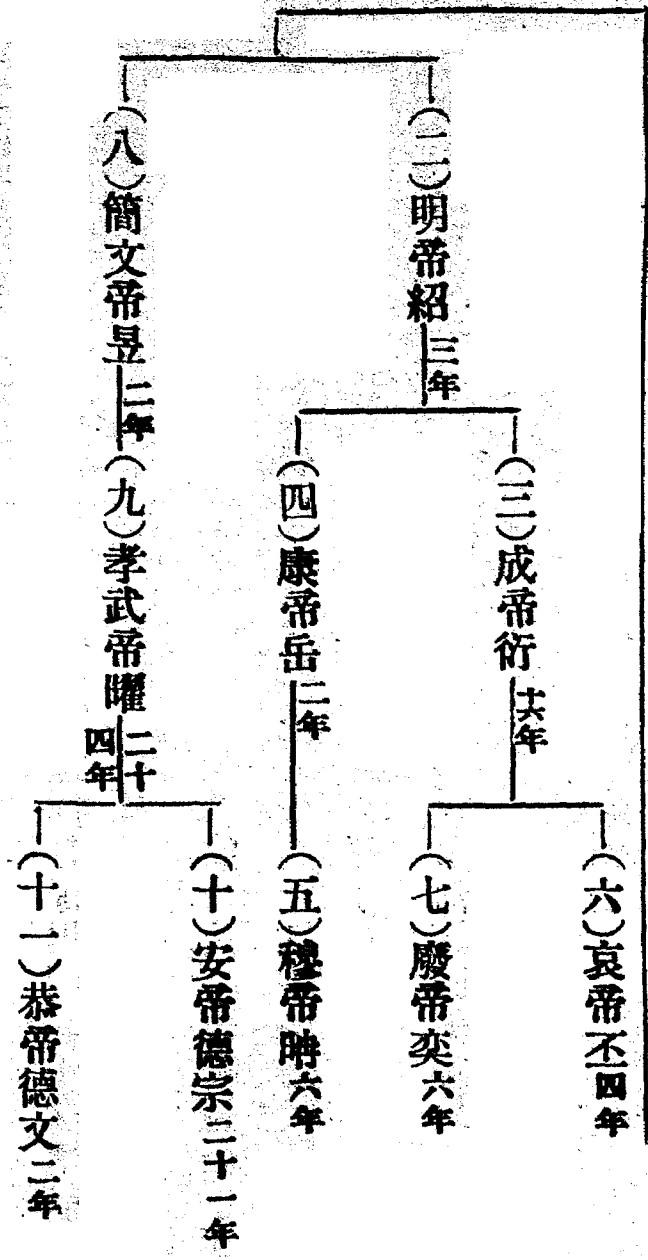 (二)明帝紹 三年
(三)成帝衍 十六年
(六)哀帝丕 四年
(七)廢帝奕 六年
(四)康帝岳 二年
(五)穆帝聃 六年
(八)簡文帝昱 二年
(九)孝武帝曜 二十四年
(十)安帝德宗 二十一年
(十一)恭帝德文 二年